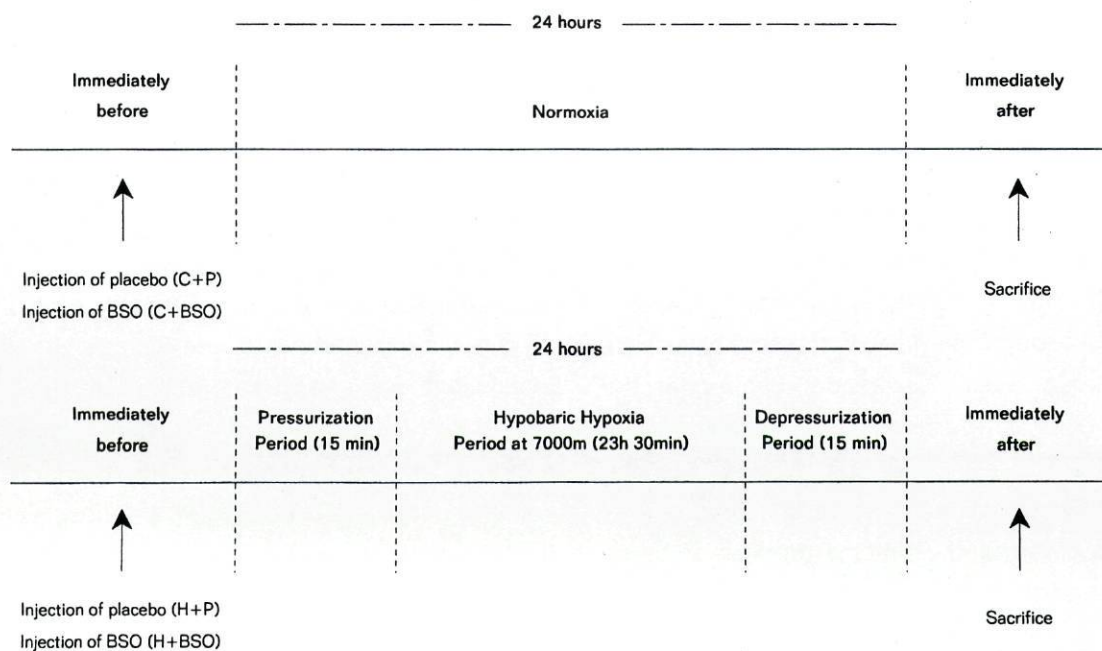 24 hours
Immediately
before
Normoxia
Immediately
after
Injection of placebo (C+P)
Injection of BSO (C+BSO)
Sacrifice
24 hours
Immediately
before
Pressurization
Period (15 min)
Hypobaric Hypoxia
Period at 7000m (23h 30min)
Depressurization
Period (15 min)
Immediately
after
Injection of placebo (H+P)
Injection of BSO (H+BSO)
Sacrifice